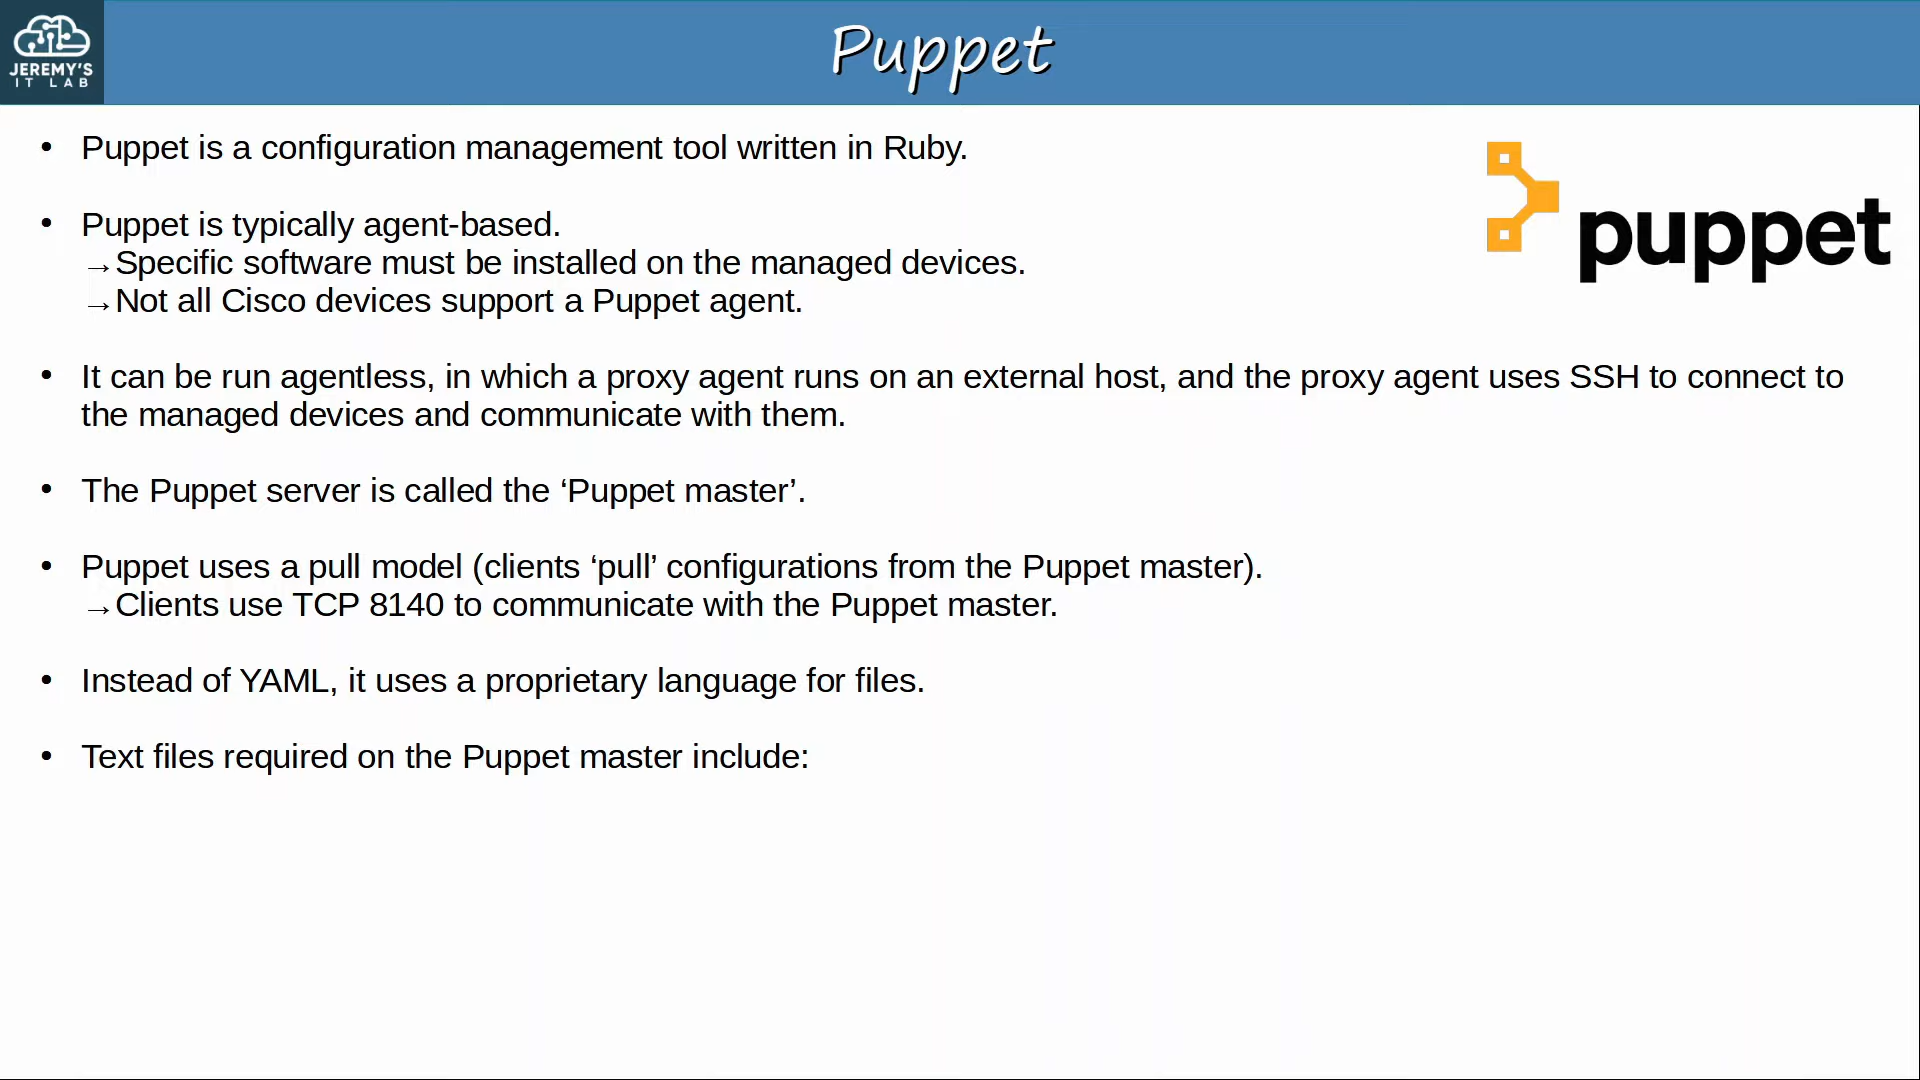 JEREMY'S
IT LAB
Puppet
• Puppet is a configuration management tool written in Ruby.
puppet
• Puppet is typically agent-based.
→Specific software must be installed on the managed devices.
→Not all Cisco devices support a Puppet agent.
• It can be run agentless, in which a proxy agent runs on an external host, and the proxy agent uses SSH to connect to
the managed devices and communicate with them.
• The Puppet server is called the ‘Puppet master’.
• Puppet uses a pull model (clients ‘pull’ configurations from the Puppet master).
→Clients use TCP 8140 to communicate with the Puppet master.
• Instead of YAML, it uses a proprietary language for files.
• Text files required on the Puppet master include: